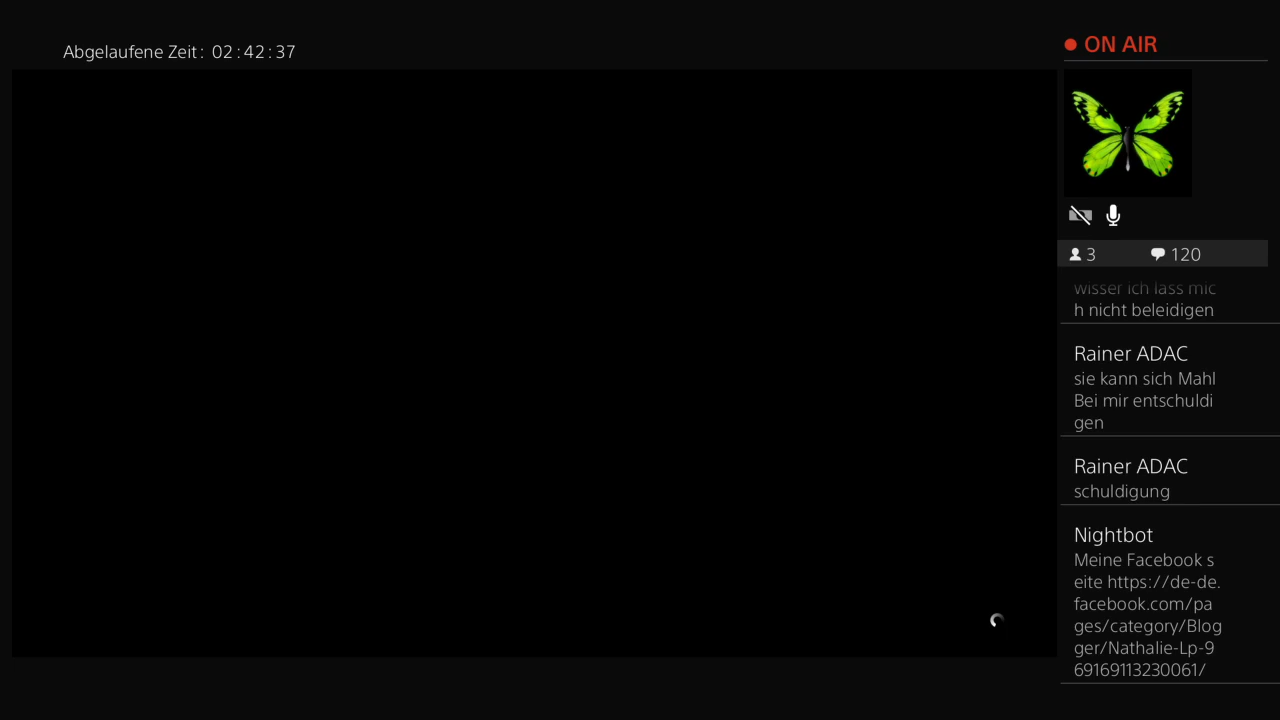 Abgelaufene Zeit: 02:42:37
ON AIR
3 120
wisser ich lass mic
h nicht beleidigen
Rainer ADAC
sie kann sich Mahl
Bei mir entschuldi
gen
Rainer ADAC
schuldigung
Nightbot
Meine Facebook s
eite https://de-de.
facebook.com/pa
ges/category/Blog
ger/Nathalie-Lp-9
69169113230061/